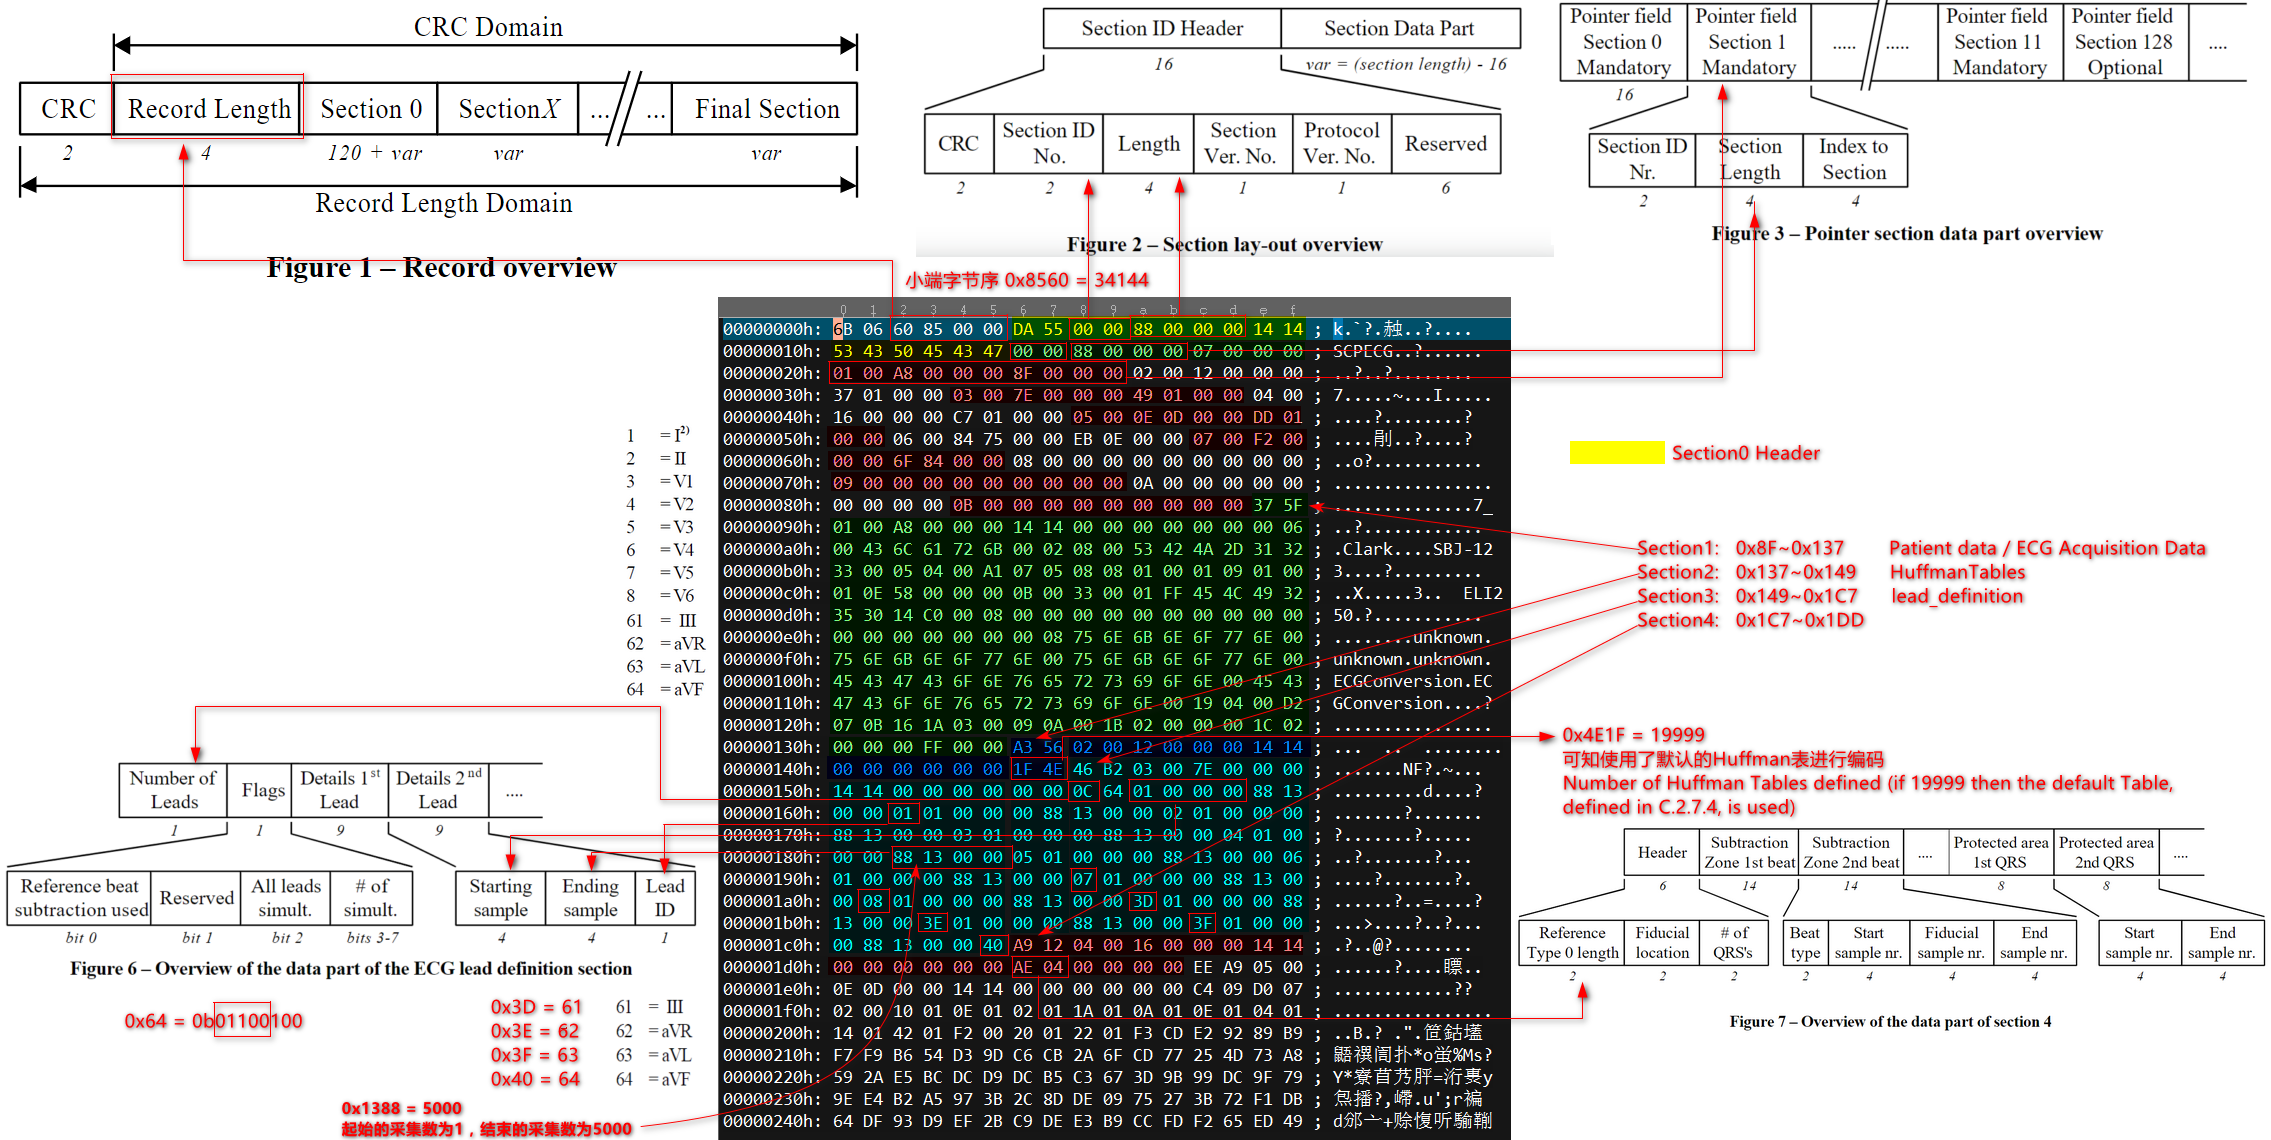 CRC Domain
CRC
Record Length
Section 0
SectionX
...
...
Final Section
2
4
120 + var
var
var
Record Length Domain
Figure 1 – Record overview
Section ID Header
Section Data Part
16
var = (section length) - 16
CRC
Section ID No.
Length
Section Ver. No.
Protocol Ver. No.
Reserved
2
2
4
1
1
6
Figure 2 – Section lay-out overview
Pointer field Section 0 Mandatory
Pointer field Section 1 Mandatory
.....
.....
Pointer field Section 11 Mandatory
Pointer field Section 128 Optional
....
16
Section ID Nr.
Section Length
Index to Section
2
4
4
Figure 3 – Pointer section data part overview
小端字节序 0x8560 = 34144
0 1 2 3 4 5 6 7 8 9 a b c d e f
00000000h: 6B 06 60 85 00 00 DA 55 00 00 88 00 00 00 14 14 ; k.`?.赨..?....
00000010h: 53 43 50 45 43 47 00 00 88 00 00 00 07 00 00 00 ; SCPECG..?......
00000020h: 01 00 A8 00 00 00 8F 00 00 00 02 00 12 00 00 00 ; ..?..?.........
00000030h: 37 01 00 00 03 00 7E 00 00 00 49 01 00 00 04 00 ; 7.....~...I.....
00000040h: 16 00 00 00 C7 01 00 00 05 00 0E 0D 00 00 DD 01 ; ....?........?
00000050h: 00 00 06 00 84 75 00 00 EB 0E 00 00 07 00 F2 00 ; ....剈..?....?
00000060h: 00 00 6F 84 00 00 08 00 00 00 00 00 00 00 00 00 ; ..o?...........
00000070h: 09 00 00 00 00 00 00 00 00 00 0A 00 00 00 00 00 ; ................
00000080h: 00 00 00 00 0B 00 00 00 00 00 00 00 00 00 37 5F ; ..............7_
00000090h: 01 00 A8 00 00 00 14 14 00 00 00 00 00 00 00 06 ; ..?............
000000a0h: 00 43 6C 61 72 6B 00 02 08 00 53 42 4A 2D 31 32 ; .Clark....SBJ-12
000000b0h: 33 00 05 04 00 A1 07 05 08 08 01 00 01 09 01 00 ; 3....?.........
000000c0h: 01 0E 58 00 00 00 0B 00 33 00 01 FF 45 4C 49 32 ; ..X.....3.. ELI2
000000d0h: 35 30 14 C0 00 08 00 00 00 00 00 00 00 00 00 00 ; 50.?...........
000000e0h: 00 00 00 00 00 00 00 08 75 6E 6B 6E 6F 77 6E 00 ; ........unknown.
000000f0h: 75 6E 6B 6E 6F 77 6E 00 75 6E 6B 6E 6F 77 6E 00 ; unknown.unknown.
00000100h: 45 43 47 43 6F 6E 76 65 72 73 69 6F 6E 00 45 43 ; ECGConversion.EC
00000110h: 47 43 6F 6E 76 65 72 73 69 6F 6E 00 19 04 00 D2 ; GConversion....?
00000120h: 07 0B 16 1A 03 00 09 0A 00 1B 02 00 00 00 1C 02 ; ................
00000130h: 00 00 00 FF 00 00 A3 56 02 00 12 00 00 00 14 14 ; ... .. ........
00000140h: 00 00 00 00 00 00 1F 4E 46 B2 03 00 7E 00 00 00 ; .......NF?.~...
00000150h: 14 14 00 00 00 00 00 00 0C 64 01 00 00 00 88 13 ; .........d....?
00000160h: 00 00 01 01 00 00 00 88 13 00 00 02 01 00 00 00 ; .......?.......
00000170h: 88 13 00 00 03 01 00 00 00 88 13 00 00 04 01 00 ; ?.......?.....
00000180h: 00 00 88 13 00 00 05 01 00 00 00 88 13 00 00 06 ; ..?.......?...
00000190h: 01 00 00 00 88 13 00 00 07 01 00 00 00 88 13 00 ; ....?.......?.
000001a0h: 00 08 01 00 00 00 88 13 00 00 3D 01 00 00 00 88 ; ......?..=....?
000001b0h: 13 00 00 3E 01 00 00 00 88 13 00 00 3F 01 00 00 ; ...>....?..?...
000001c0h: 00 88 13 00 00 40 A9 12 04 00 16 00 00 00 14 14 ; .?..@?........
000001d0h: 00 00 00 00 00 00 AE 04 00 00 00 00 EE A9 05 00 ; ......?....瞟..
000001e0h: 0E 0D 00 00 14 14 00 00 00 00 00 00 C4 09 D0 07 ; ............??
000001f0h: 02 00 10 01 0E 01 02 01 1A 01 0A 01 0E 01 04 01 ; ................
00000200h: 14 01 42 01 F2 00 20 01 22 01 F3 CD E2 92 89 B9 ; ..B.? .".筐
00000210h: F7 F9 B6 54 D3 9D C6 CB 2A 6F CD 77 25 4D 73 A8 ; *o蛍%Ms?
00000220h: 59 2A E5 BC DC D9 DC B5 C3 67 3D 9B 99 DC 9F 79 ; Y*寮苜艿胖=y
00000230h: 9E E4 B2 A5 97 3B 2C 8D DE 09 75 27 3B 72 F1 DB ; 播?,.u';r
00000240h: 64 DF 93 D9 EF 2B C9 DE E3 B9 CC FD F2 65 ED 49 ; d+听
1 =I²⁾
2 =II
3 =V1
4 =V2
5 =V3
6 =V4
7 =V5
8 =V6
61 = III
62 =aVR
63 =aVL
64 =aVF
Section0 Header
Section1: 0x8F~0x137 Patient data / ECG Acquisition Data
Section2: 0x137~0x149 HuffmanTables
Section3: 0x149~0x1C7 lead_definition
Section4: 0x1C7~0x1DD
0x4E1F = 19999
可知使用了默认的Huffman表进行编码
Number of Huffman Tables defined (if 19999 then the default Table,
defined in C.2.7.4, is used)
Number of Leads
Flags
Details 1st Lead
Details 2nd Lead
....
1
1
9
9
Reference beat subtraction used
Reserved
All leads simult.
# of simult.
Starting sample
Ending sample
Lead ID
bit 0
bit 1
bit 2
bits 3-7
4
4
1
Figure 6 – Overview of the data part of the ECG lead definition section
0x64 = 0b01100100
0x3D = 61 61 = III
0x3E = 62 62 = aVR
0x3F = 63 63 =aVL
0x40 = 64 64 =aVF
0x1388 = 5000
起始的采集数为1，结束的采集数为5000
Header
Subtraction Zone 1st beat
Subtraction Zone 2nd beat
....
Protected area 1st QRS
Protected area 2nd QRS
....
6
14
14
8
8
Reference Type 0 length
Fiducial location
# of QRS's
Beat type
Start sample nr.
Fiducial sample nr.
End sample nr.
Start sample nr.
End sample nr.
2
2
2
2
4
4
4
4
4
Figure 7 – Overview of the data part of section 4